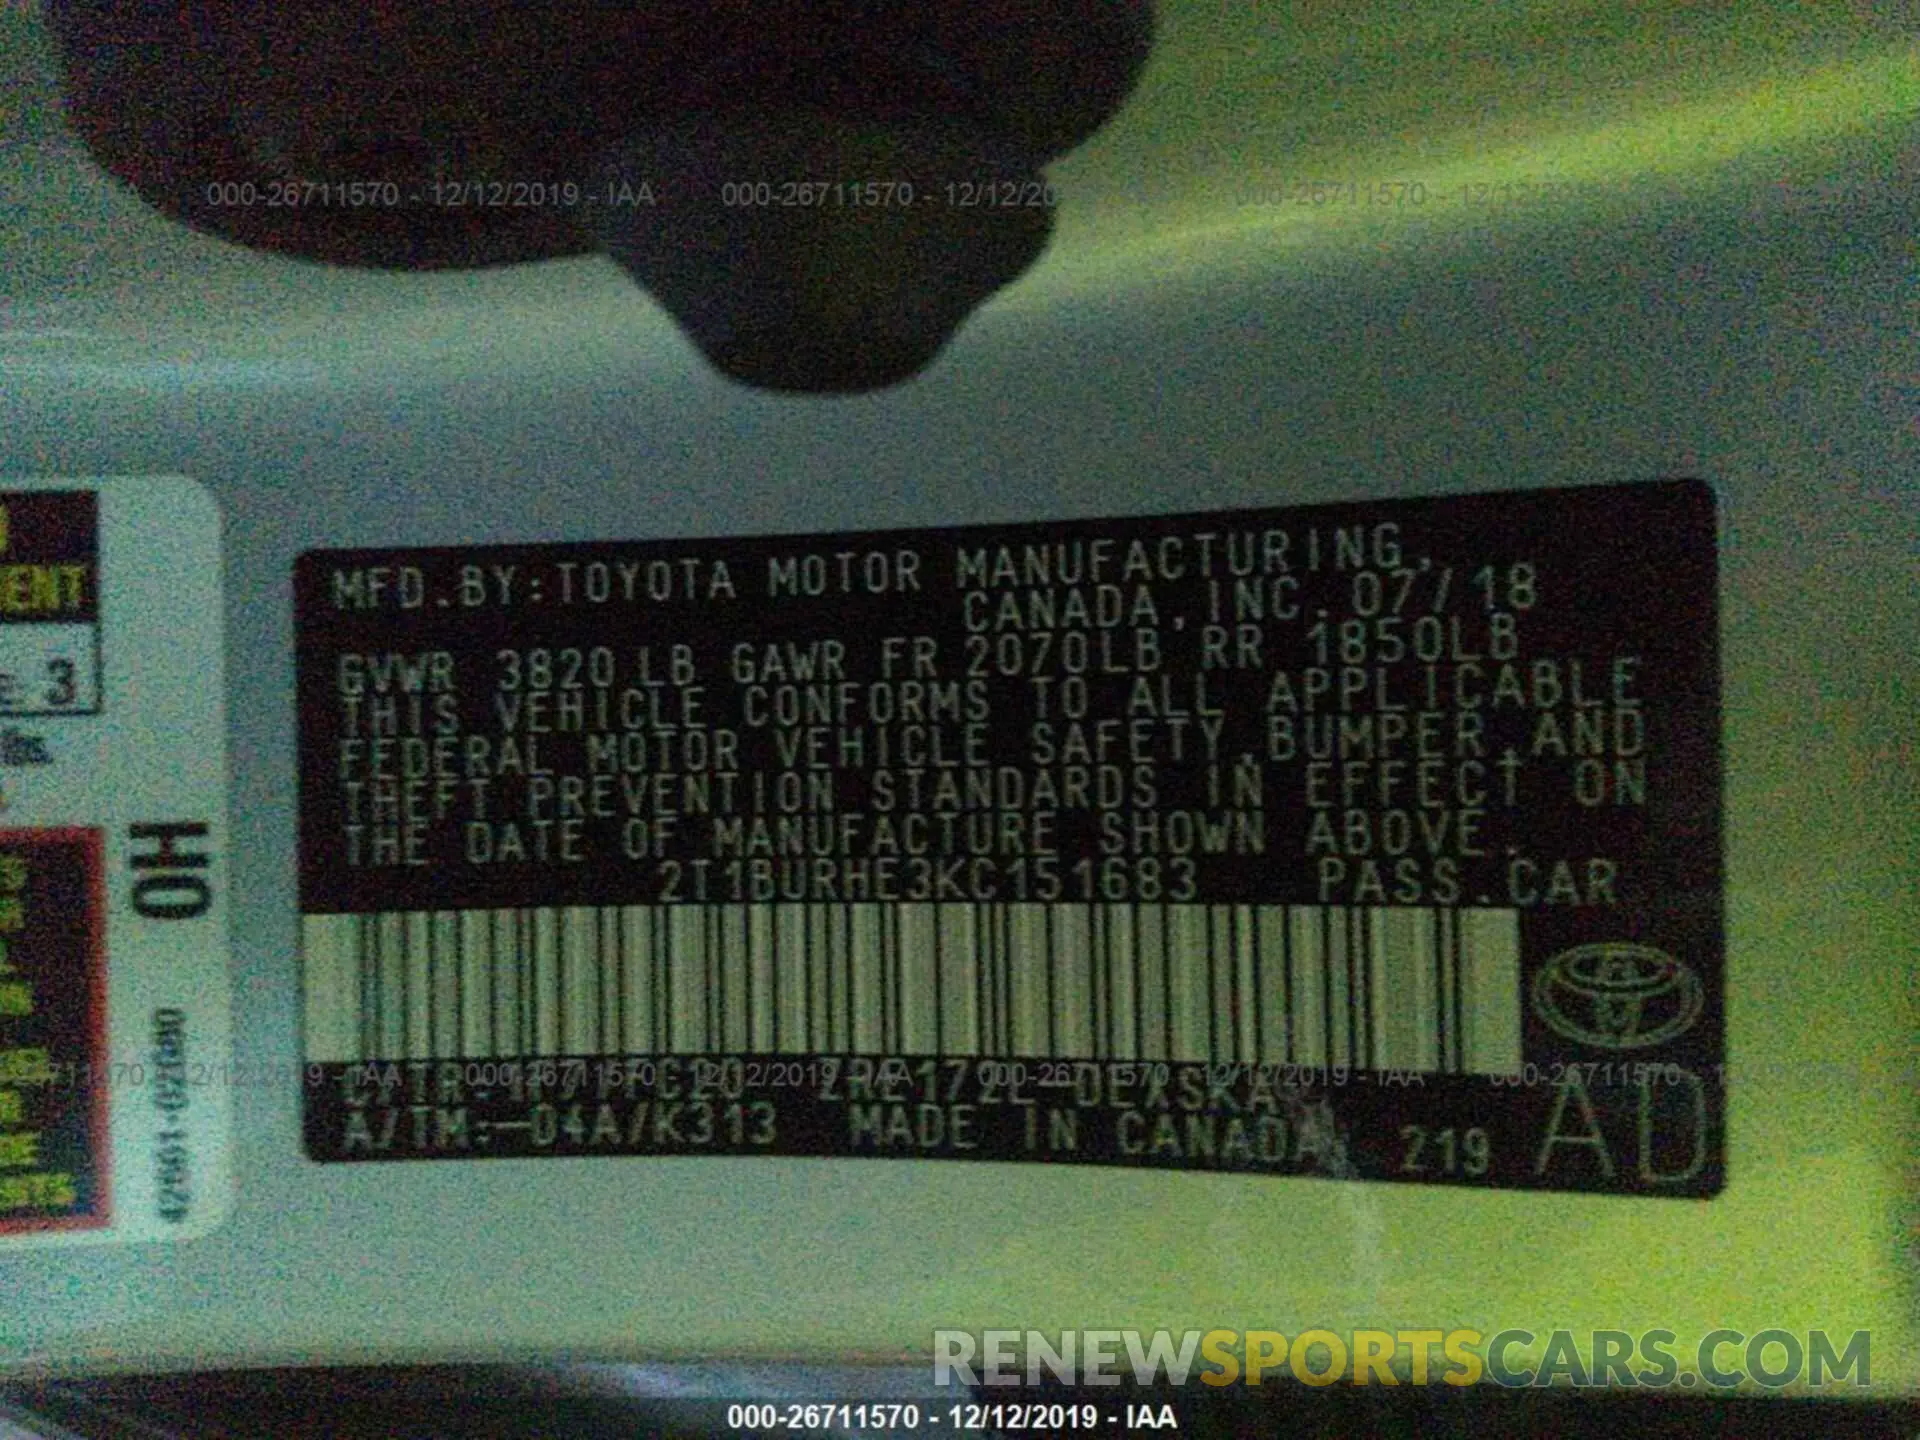 000-26711570 - 12/12/2019 - IAA
MFD.BY:TOYOTA MOTOR MANUFACTURING,
CANADA,INC. 07/18
GVWR 3820 LB GAWR FR 2070LB RR 1850LB
THIS VEHICLE CONFORMS TO ALL APPLICABLE
FEDERAL MOTOR VEHICLE SAFETY,BUMPER,AND
THEFT PREVENTION STANDARDS IN EFFECT ON
THE DATE OF MANUFACTURE SHOWN ABOVE.
2T1BURHE3KC151683 PASS.CAR
A/TM:-04A/K313 MADE IN CANADA 219
AD
3
OH
RENEWSPORTSCARS.COM
000-26711570 - 12/12/2019 - IAA